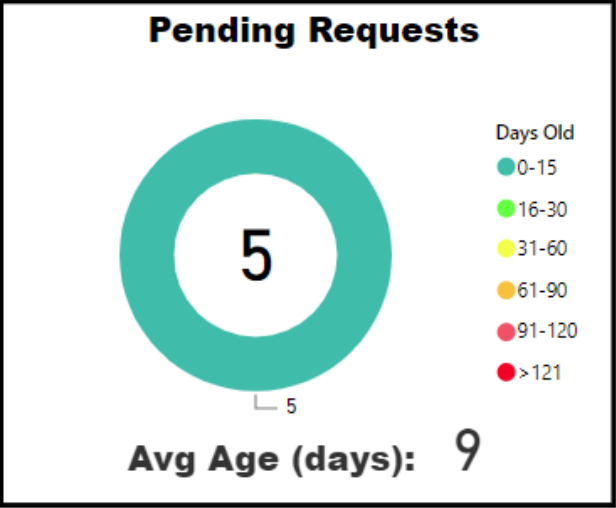 Pending Requests
Days Old
0-15
16-30
31-60
61-90
91-120
>121
5
5
Avg Age (days): 9